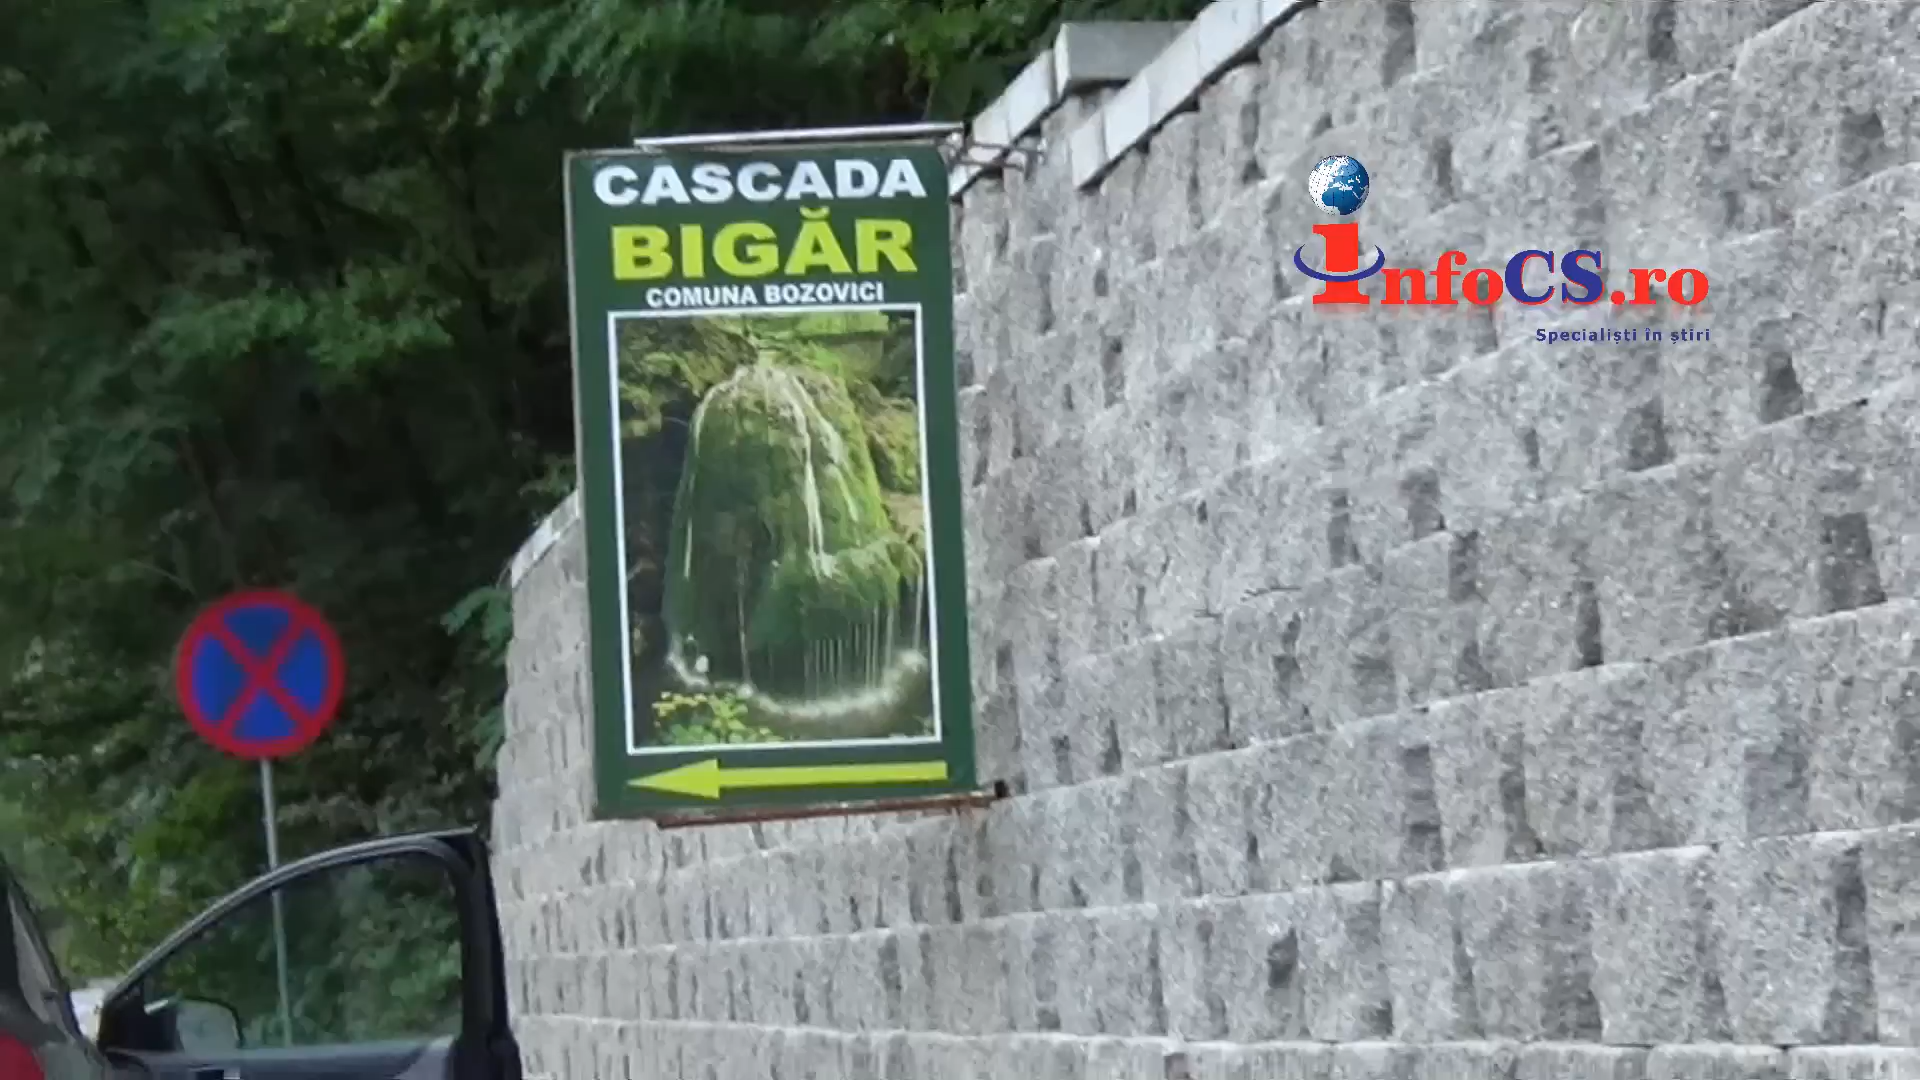 CASCADA
BIGĂR
COMUNA BOZOVICI
infoCS.ro
Specialiști în știri